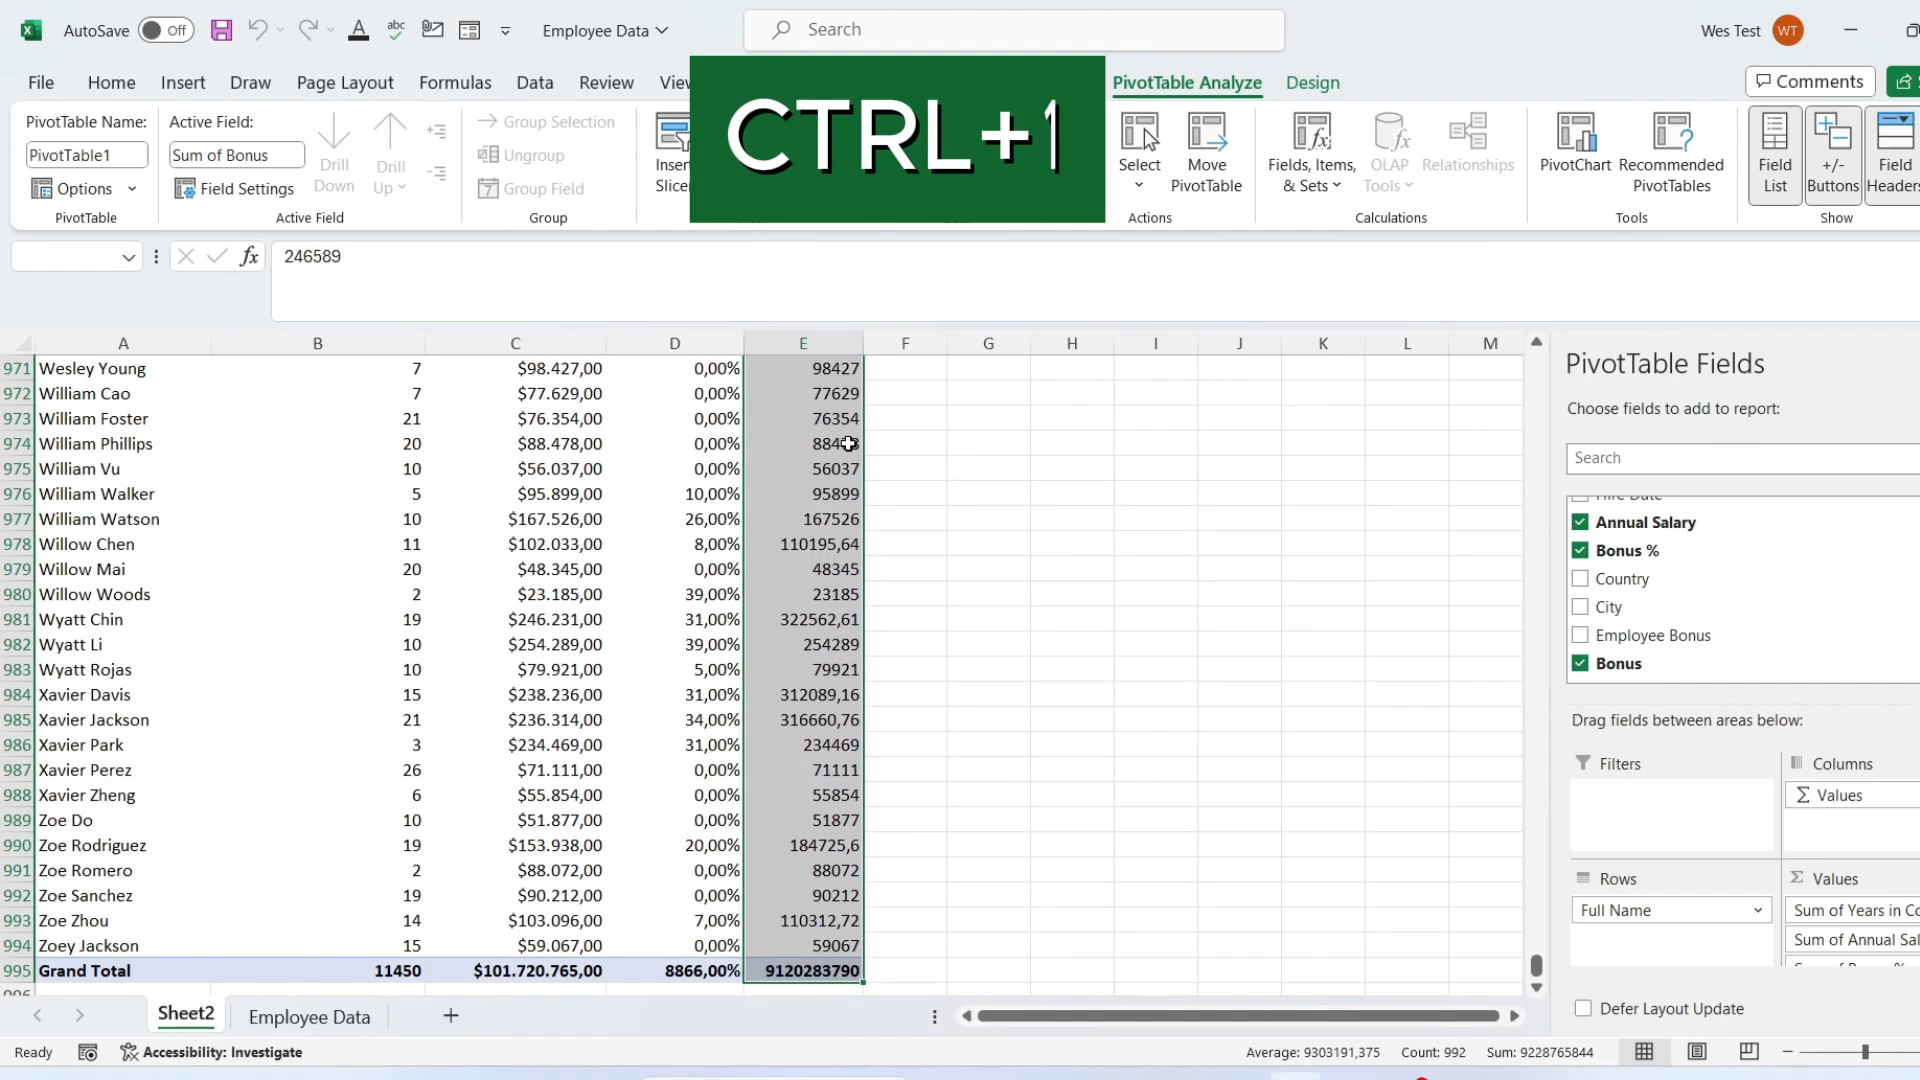 AutoSave Off Employee Data Search Wes Test WT
File Home Insert Draw Page Layout Formulas Data Review View PivotTable Analyze Design Comments
CTRL+1
PivotTable Name: Active Field:
PivotTable1 Sum of Bonus
Options Field Settings
Drill Down Drill Up
Group Selection
Ungroup
Group Field
Insert Slicer
Select Move PivotTable
Fields, Items, & Sets OLAP Tools Relationships
PivotChart Recommended PivotTables
Field List +/- Buttons Field Headers
PivotTable Active Field Group Actions Calculations Tools Show
fx 246589
A B C D E F G H I J K L M
971 Wesley Young 7 $98.427,00 0,00% 98427
972 William Cao 7 $77.629,00 0,00% 77629
973 William Foster 21 $76.354,00 0,00% 76354
974 William Phillips 20 $88.478,00 0,00%
975 William Vu 10 $56.037,00 0,00% 56037
976 William Walker 5 $95.899,00 10,00% 95899
977 William Watson 10 $167.526,00 26,00% 167526
978 Willow Chen 11 $102.033,00 8,00% 110195,64
979 Willow Mai 20 $48.345,00 0,00% 48345
980 Willow Woods 2 $23.185,00 39,00% 23185
981 Wyatt Chin 19 $246.231,00 31,00% 322562,61
982 Wyatt Li 10 $254.289,00 39,00% 254289
983 Wyatt Rojas 10 $79.921,00 5,00% 79921
984 Xavier Davis 15 $238.236,00 31,00% 312089,16
985 Xavier Jackson 21 $236.314,00 34,00% 316660,76
986 Xavier Park 3 $234.469,00 31,00% 234469
987 Xavier Perez 26 $71.111,00 0,00% 71111
988 Xavier Zheng 6 $55.854,00 0,00% 55854
989 Zoe Do 10 $51.877,00 0,00% 51877
990 Zoe Rodriguez 19 $153.938,00 20,00% 184725,6
991 Zoe Romero 2 $88.072,00 0,00% 88072
992 Zoe Sanchez 19 $90.212,00 0,00% 90212
993 Zoe Zhou 14 $103.096,00 7,00% 110312,72
994 Zoey Jackson 15 $59.067,00 0,00% 59067
995 Grand Total 11450 $101.720.765,00 8866,00% 9120283790
PivotTable Fields
Choose fields to add to report:
Search
Hire Date
Annual Salary
Bonus %
Country
City
Employee Bonus
Bonus
Drag fields between areas below:
Filters Columns
Σ Values
Rows Σ Values
Full Name Sum of Years in Co
Sum of Annual Sal
Defer Layout Update
Sheet2 Employee Data
Ready Accessibility: Investigate Average: 9303191,375 Count: 992 Sum: 9228765844